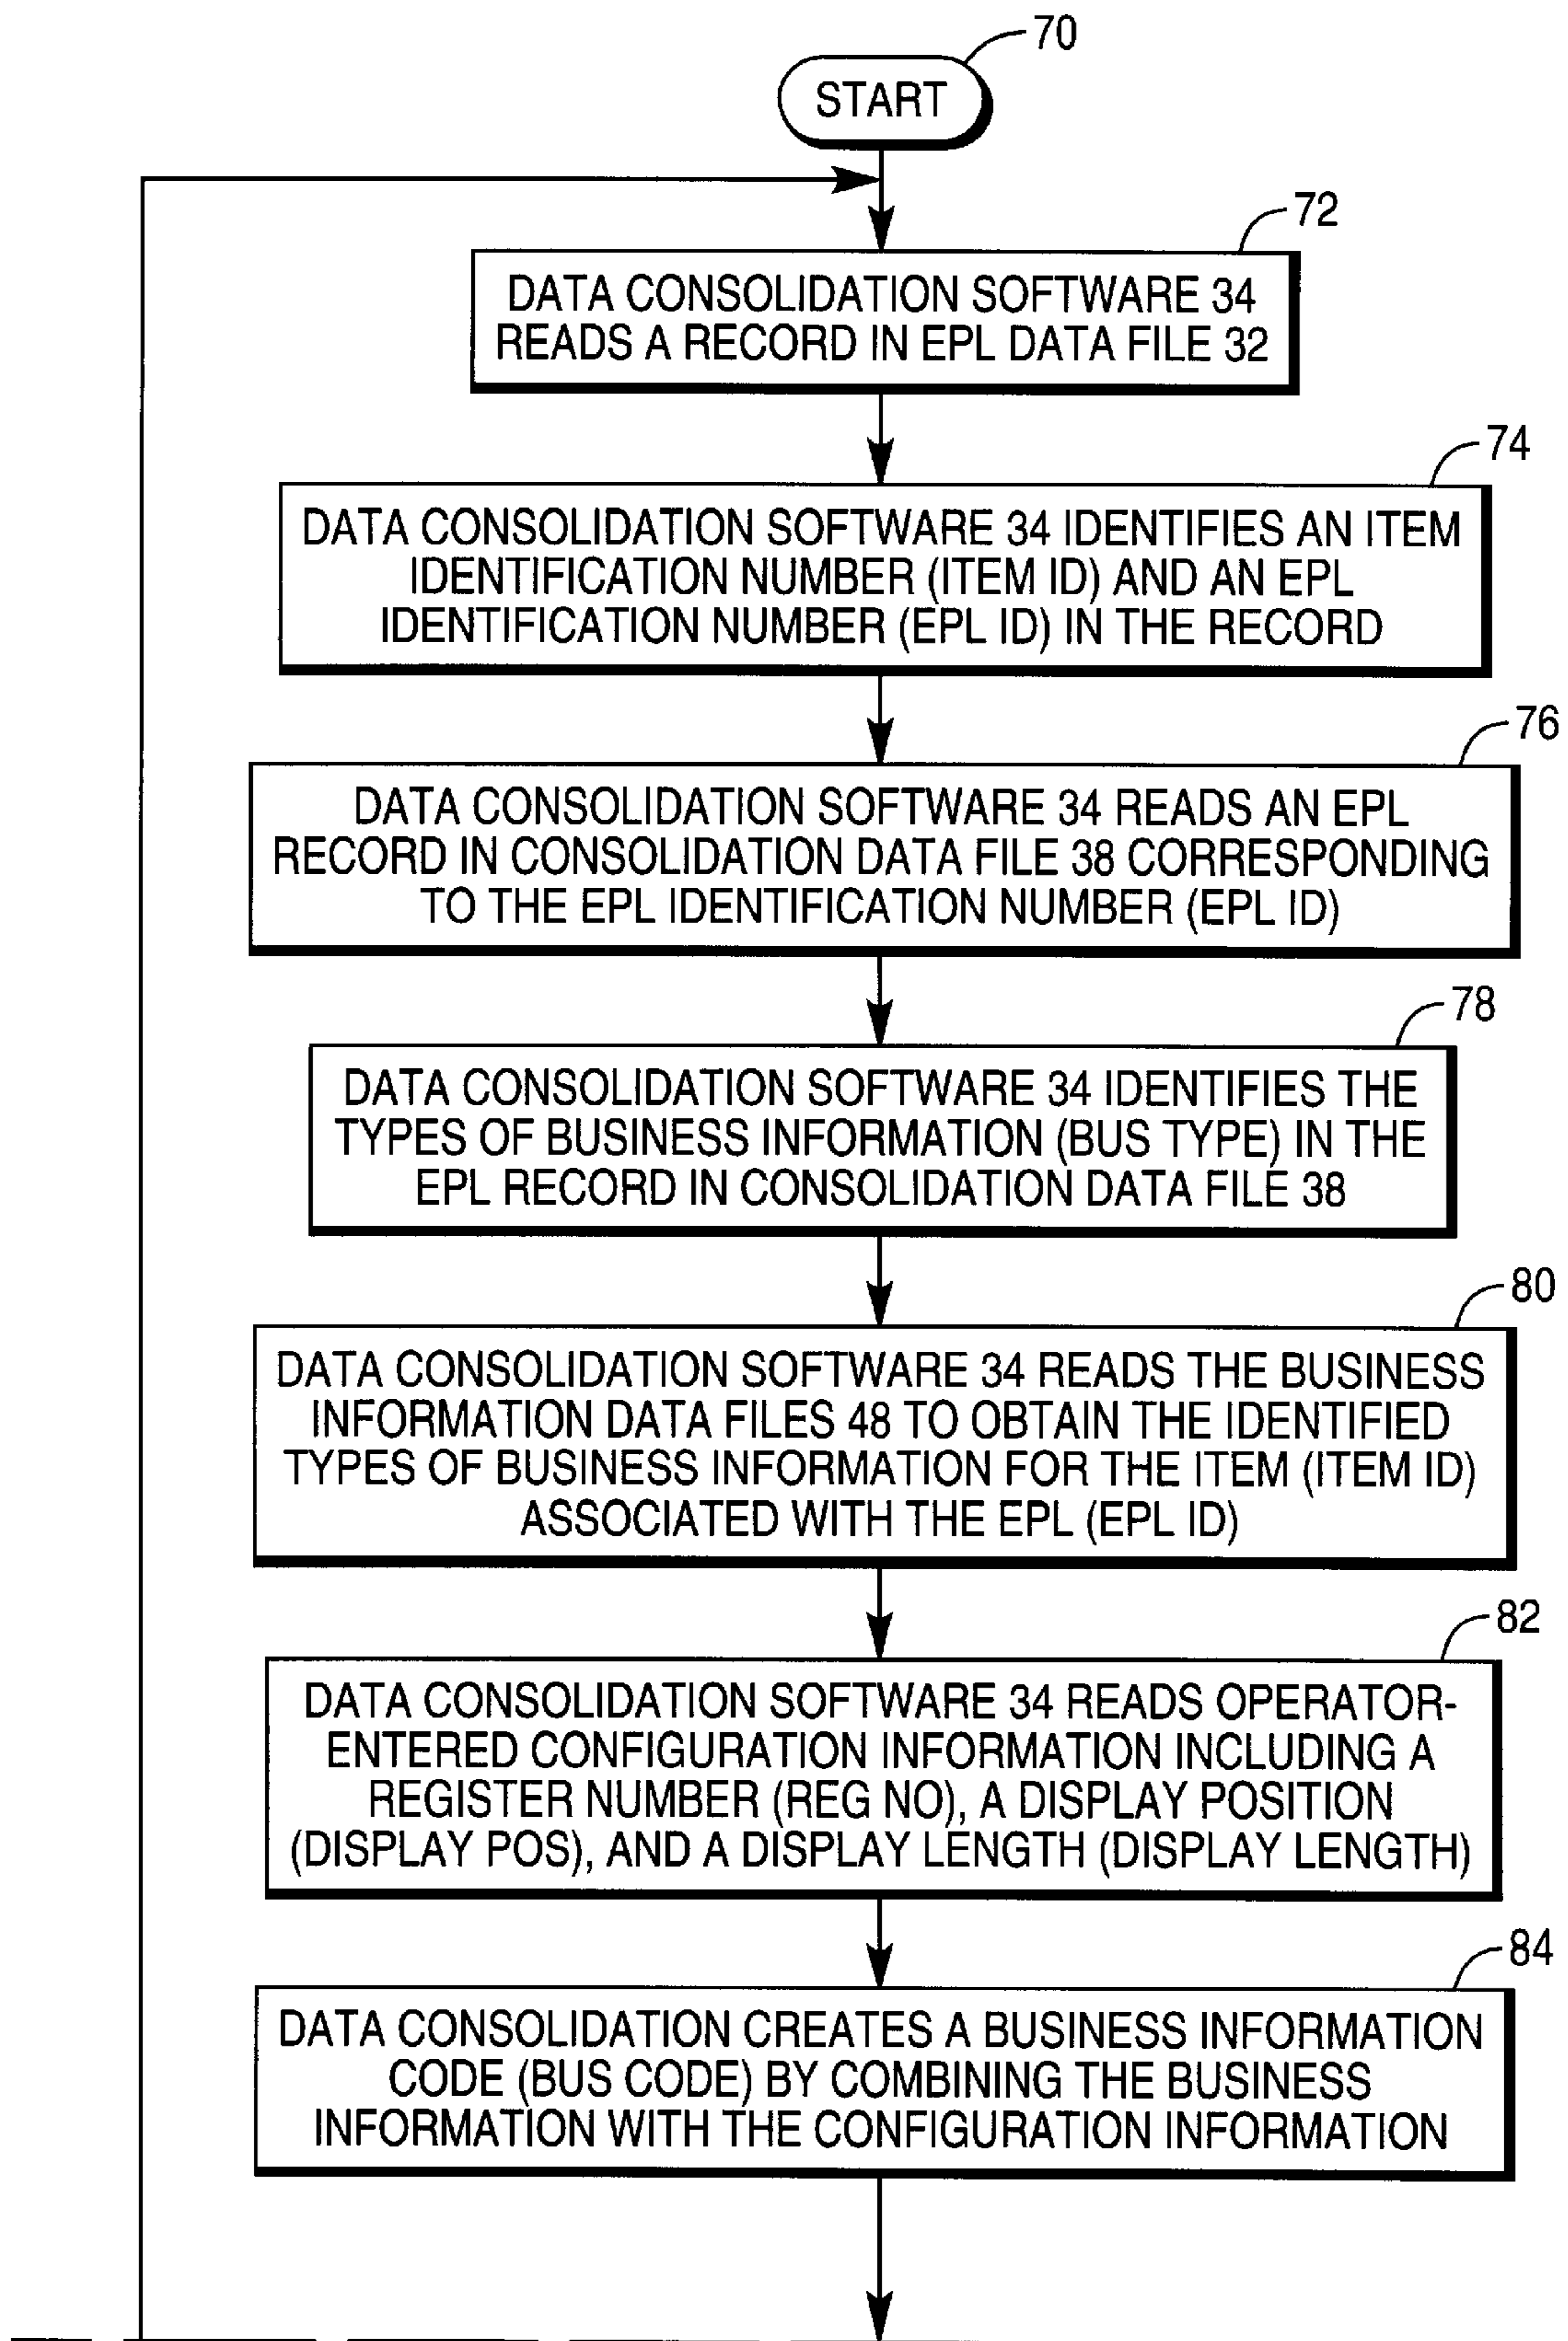 70
START
72
DATA CONSOLIDATION SOFTWARE 34
READS A RECORD IN EPL DATA FILE 32
74
DATA CONSOLIDATION SOFTWARE 34 IDENTIFIES AN ITEM
IDENTIFICATION NUMBER (ITEM ID) AND AN EPL
IDENTIFICATION NUMBER (EPL ID) IN THE RECORD
76
DATA CONSOLIDATION SOFTWARE 34 READS AN EPL
RECORD IN CONSOLIDATION DATA FILE 38 CORRESPONDING
TO THE EPL IDENTIFICATION NUMBER (EPL ID)
78
DATA CONSOLIDATION SOFTWARE 34 IDENTIFIES THE
TYPES OF BUSINESS INFORMATION (BUS TYPE) IN THE
EPL RECORD IN CONSOLIDATION DATA FILE 38
80
DATA CONSOLIDATION SOFTWARE 34 READS THE BUSINESS
INFORMATION DATA FILES 48 TO OBTAIN THE IDENTIFIED
TYPES OF BUSINESS INFORMATION FOR THE ITEM (ITEM ID)
ASSOCIATED WITH THE EPL (EPL ID)
82
DATA CONSOLIDATION SOFTWARE 34 READS OPERATOR-
ENTERED CONFIGURATION INFORMATION INCLUDING A
REGISTER NUMBER (REG NO), A DISPLAY POSITION
(DISPLAY POS), AND A DISPLAY LENGTH (DISPLAY LENGTH)
84
DATA CONSOLIDATION CREATES A BUSINESS INFORMATION
CODE (BUS CODE) BY COMBINING THE BUSINESS
INFORMATION WITH THE CONFIGURATION INFORMATION